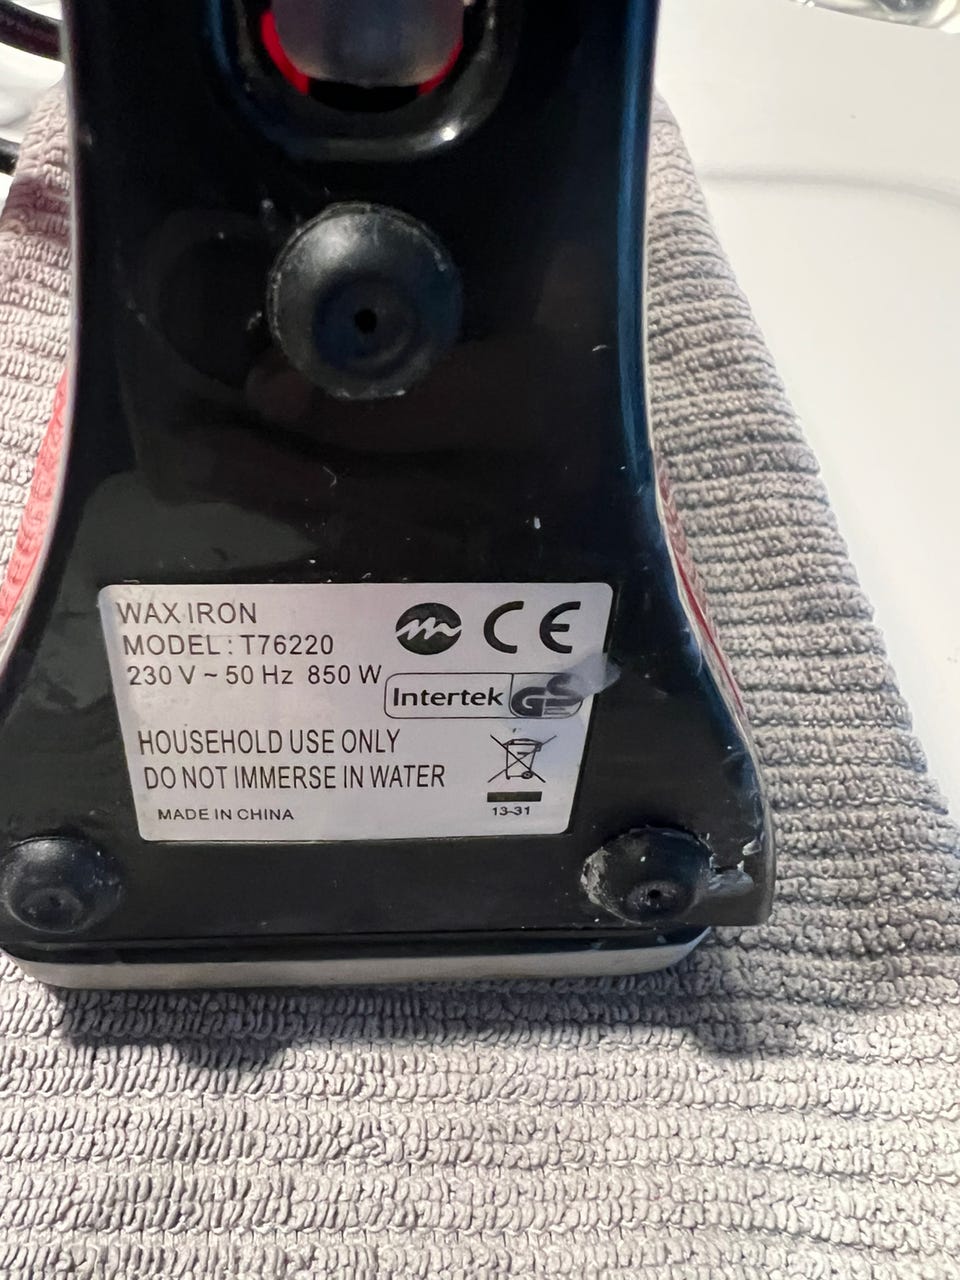 WAX IRON
MODEL : T76220
230 V ~ 50 Hz 850 W
CE
Intertek GS
HOUSEHOLD USE ONLY
DO NOT IMMERSE IN WATER
MADE IN CHINA
13-31